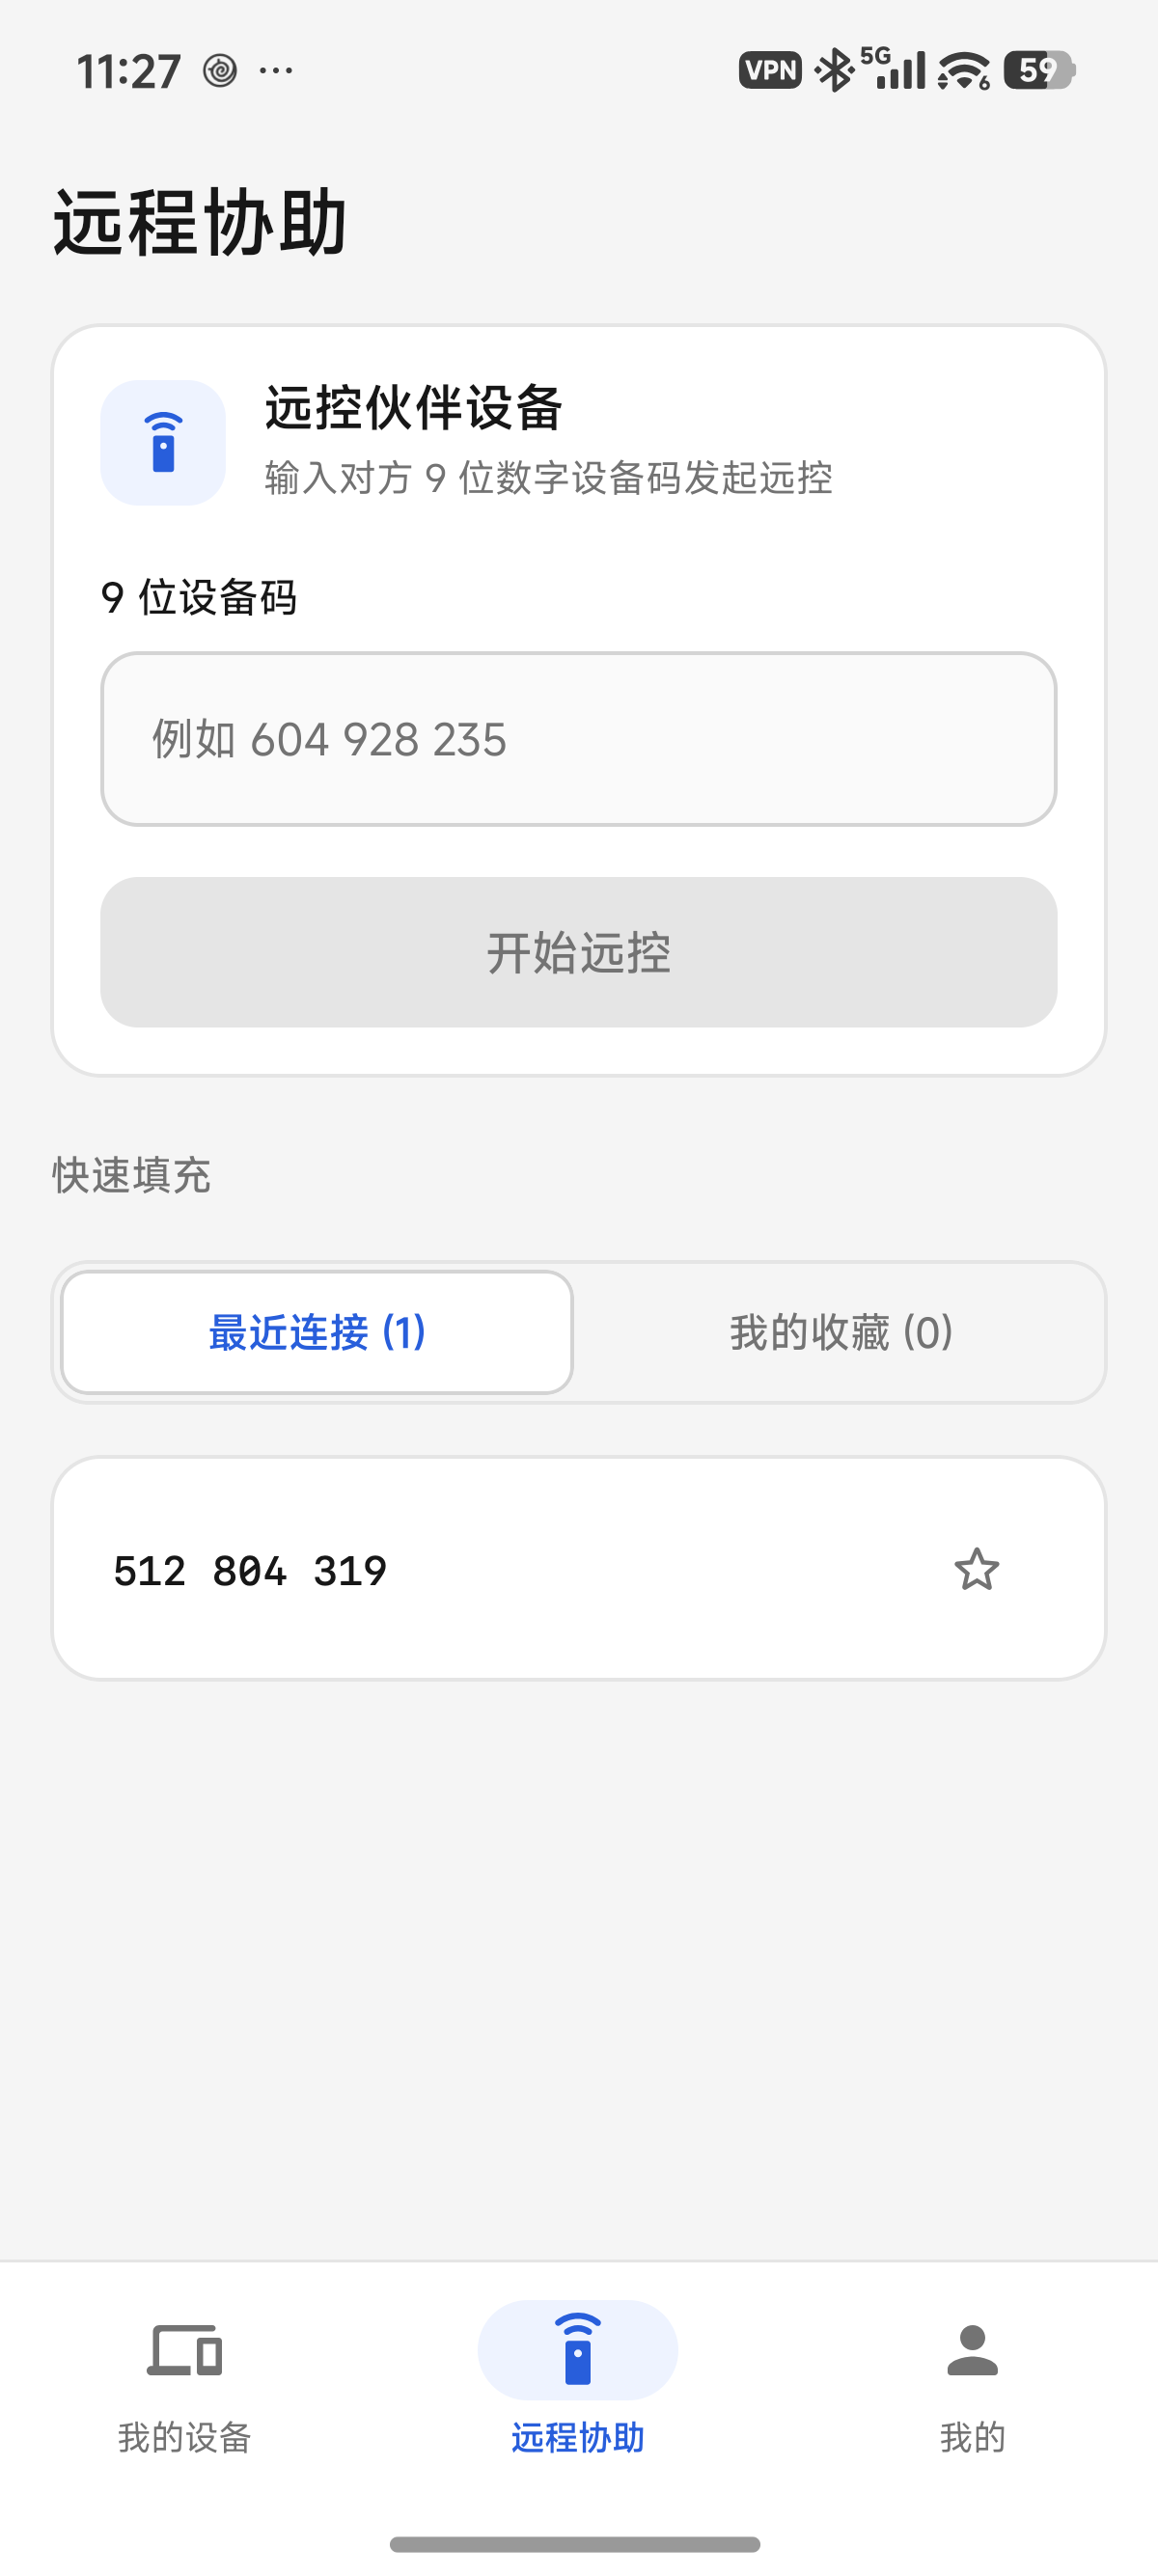 11:27 ... VPN 5G 6 59
远程协助
远控伙伴设备
输入对方 9 位数字设备码发起远控
9 位设备码
例如 604 928 235
开始远控
快速填充
最近连接 (1) 我的收藏 (0)
512 804 319
我的设备 远程协助 我的